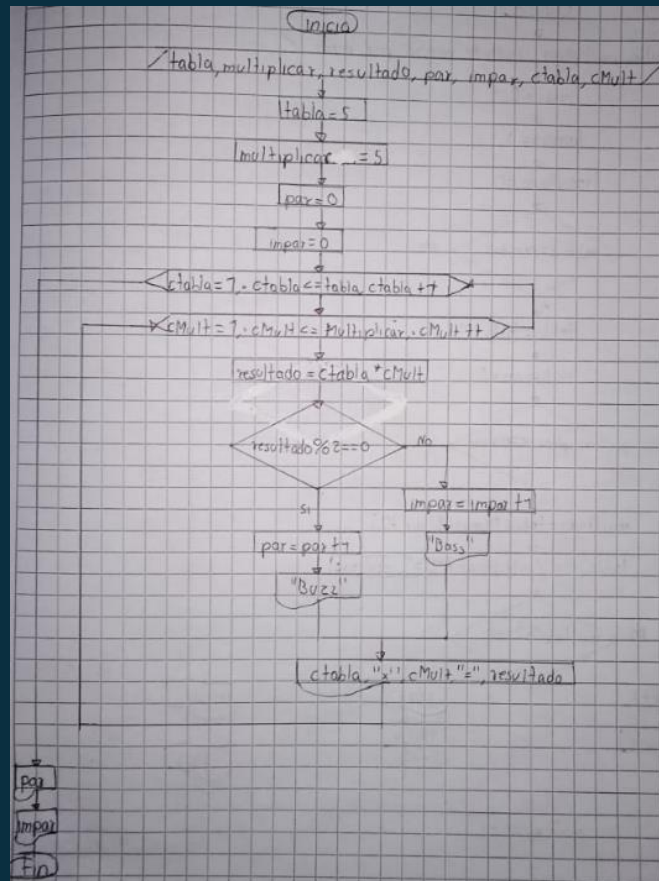 Inicio
tabla, multiplicar, resultado, par, impar, ctabla, cMult
tabla=5
multiplicar =5
par=0
impar=0
ctabla=1, ctabla<=tabla, ctabla ++
cMult=1, cMult<=Multiplicar, cMult ++
resultado=ctabla*cMult
resultado%2==0
No
Si
impar=impar+1
par=par+1
"Bass"
"Buzz"
ctabla, "x", cMult, "=", resultado
par
impar
Fin